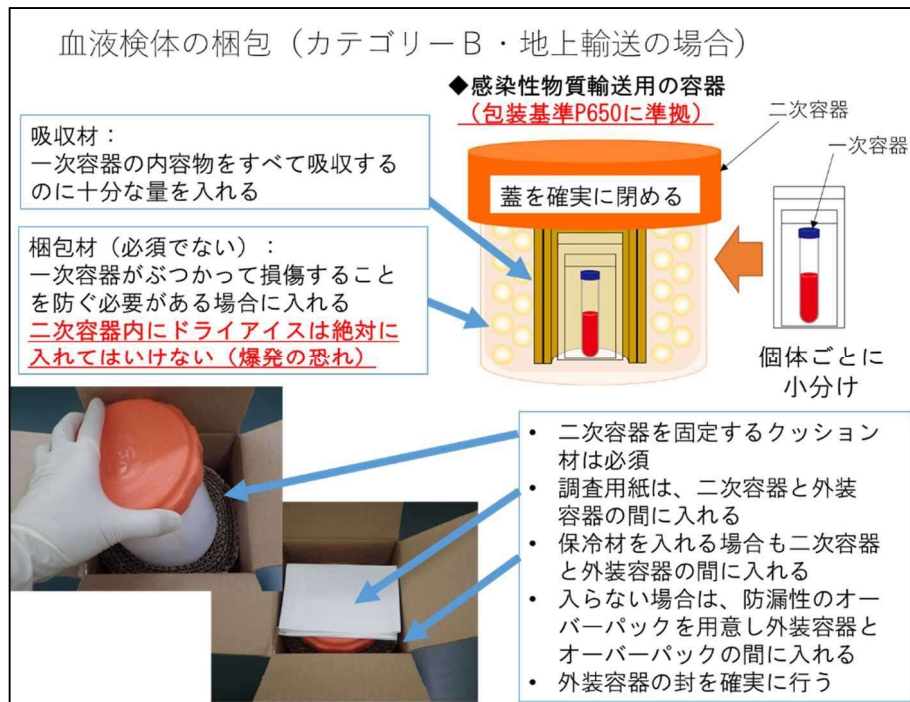 血液検体の梱包（カテゴリーB・地上輸送の場合）
◆感染性物質輸送用の容器
（包装基準P650に準拠）
二次容器
一次容器
吸収材：
一次容器の内容物をすべて吸収する
のに十分な量を入れる
蓋を確実に閉める
梱包材（必須でない）：
一次容器がぶつかって損傷すること
を防ぐ必要がある場合に入れる
二次容器内にドライアイスは絶対に
入れてはいけない（爆発の恐れ）
個体ごとに
小分け
• 二次容器を固定するクッション
材は必須
• 調査用紙は、二次容器と外装
容器の間に入れる
• 保冷材を入れる場合も二次容器
と外装容器の間に入れる
• 入らない場合は、防漏性のオー
バーパックを用意し外装容器と
オーバーパックの間に入れる
• 外装容器の封を確実に行う